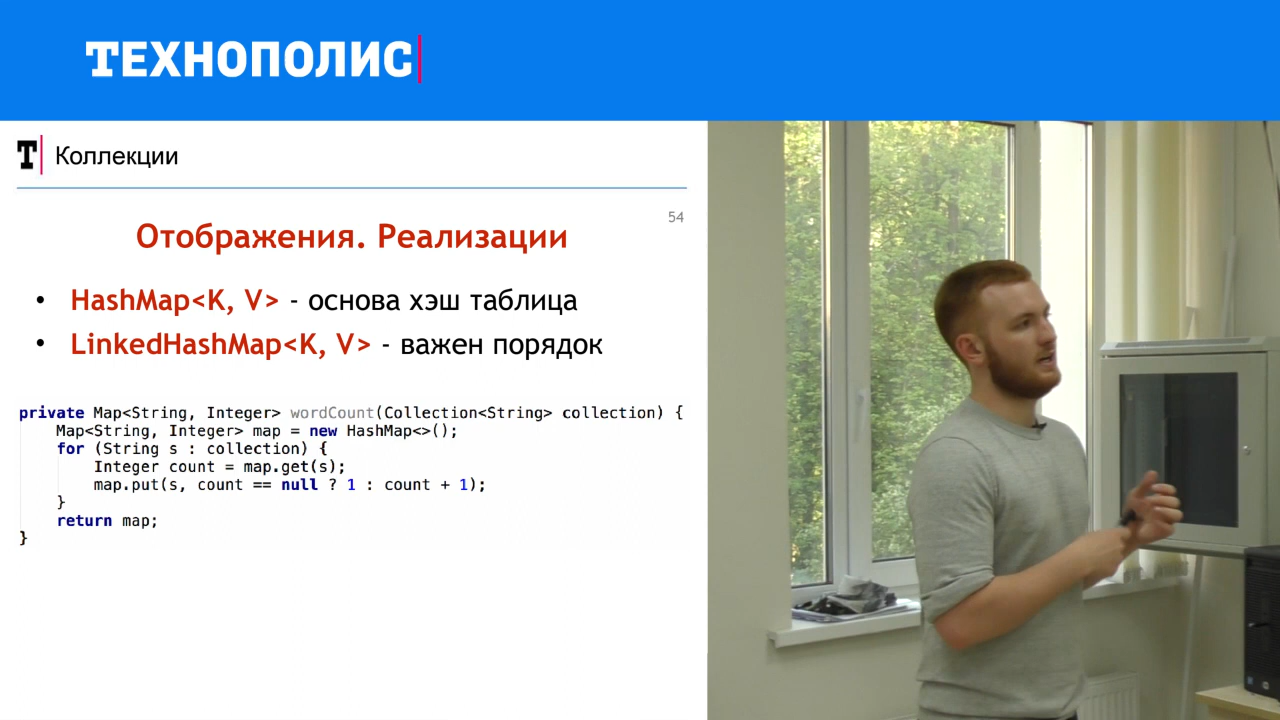 ТЕХНОПОЛИС
T Коллекции
54
Отображения. Реализации
• HashMap<K, V> - основа хэш таблица
• LinkedHashMap<K, V> - важен порядок
private Map<String, Integer> wordCount(Collection<String> collection) {
    Map<String, Integer> map = new HashMap<>();
    for (String s : collection) {
        Integer count = map.get(s);
        map.put(s, count == null ? 1 : count + 1);
    }
    return map;
}